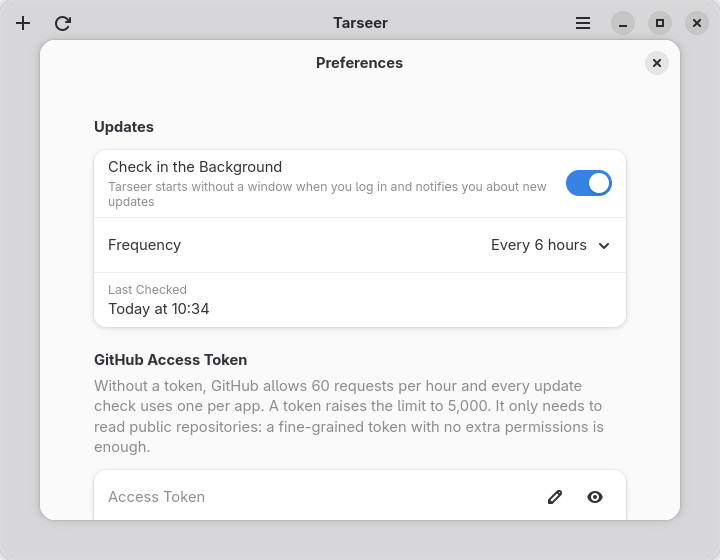 Tarseer
Preferences
Updates
Check in the Background
Tarseer starts without a window when you log in and notifies you about new
updates
Frequency
Every 6 hours
Last Checked
Today at 10:34
GitHub Access Token
Without a token, GitHub allows 60 requests per hour and every update
check uses one per app. A token raises the limit to 5,000. It only needs to
read public repositories: a fine-grained token with no extra permissions is
enough.
Access Token